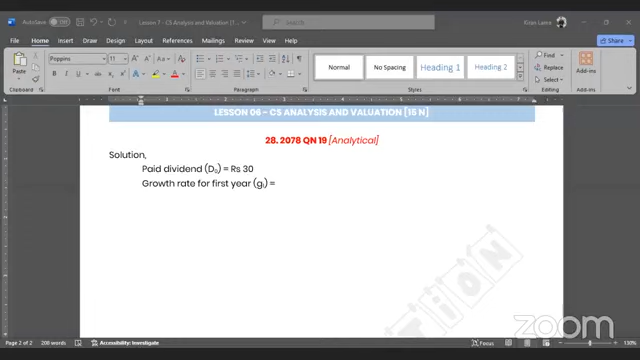 AutoSave Off
Lesson 7 - CS Analysis and Valuation [1...
Search
File Home Insert Draw Design Layout References Mailings Review View Help
Share
Poppins 11
Paste
Clipboard Font Paragraph Styles Editing Add-ins
Normal No Spacing Heading 1 Heading 2
Find
Replace
Select
Add-ins
LESSON 06 - CS ANALYSIS AND VALUATION [15 N]
28. 2078 QN 19 [Analytical]
Solution,
Paid dividend (D₀) = Rs 30
Growth rate for first year (g₁) =
zoom
Page 2 of 2 200 words Accessibility: Investigate Focus 130%